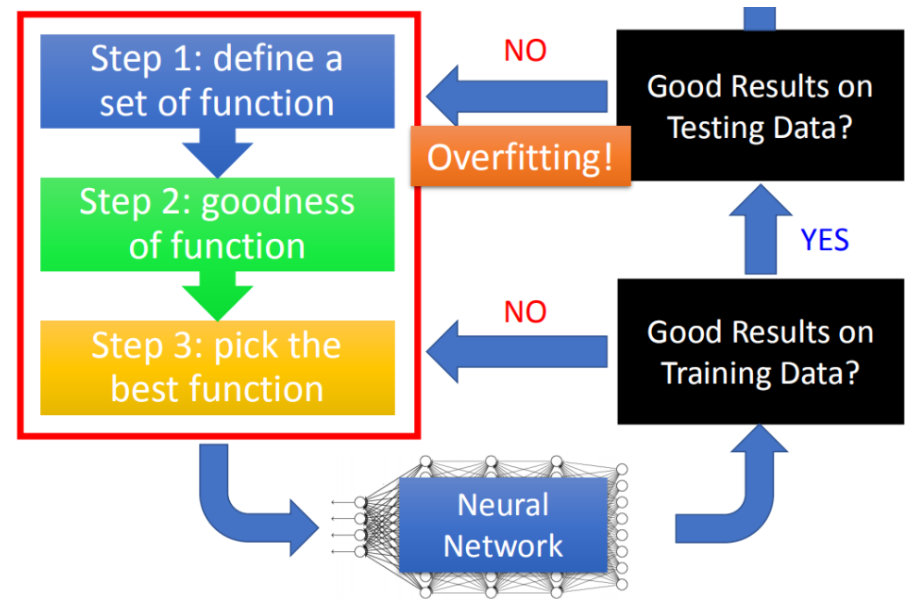 Step 1: define a
set of function
Step 2: goodness
of function
Step 3: pick the
best function
NO
Overfitting!
Good Results on
Testing Data?
YES
NO
Good Results on
Training Data?
Neural
Network